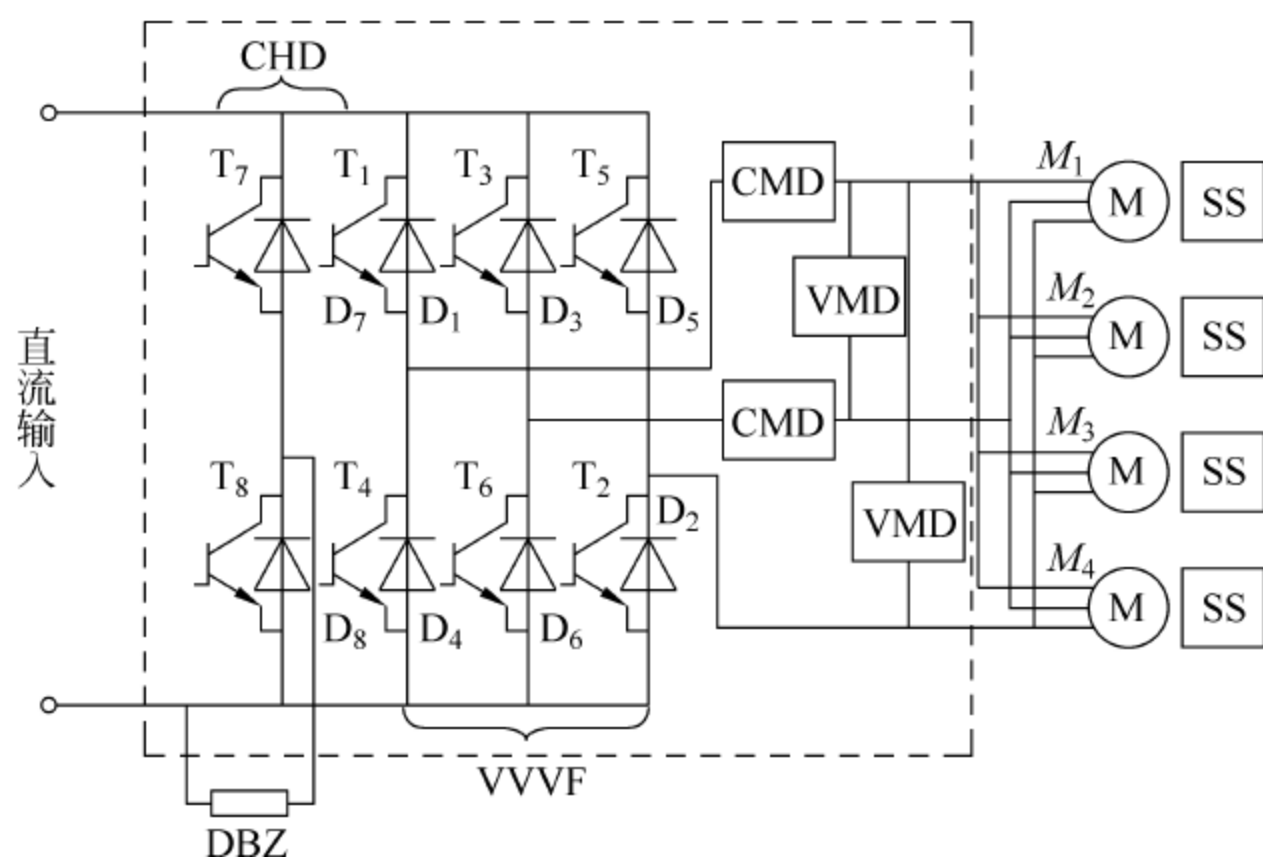 CHD
T₇ T₁ T₃ T₅
D₇ D₁ D₃ D₅
CMD
VMD
CMD
VMD
直流输入
T₈ T₄ T₆ T₂
D₂
D₈ D₄ D₆
VVVF
DBZ
M₁
M SS
M₂
M SS
M₃
M SS
M₄
M SS